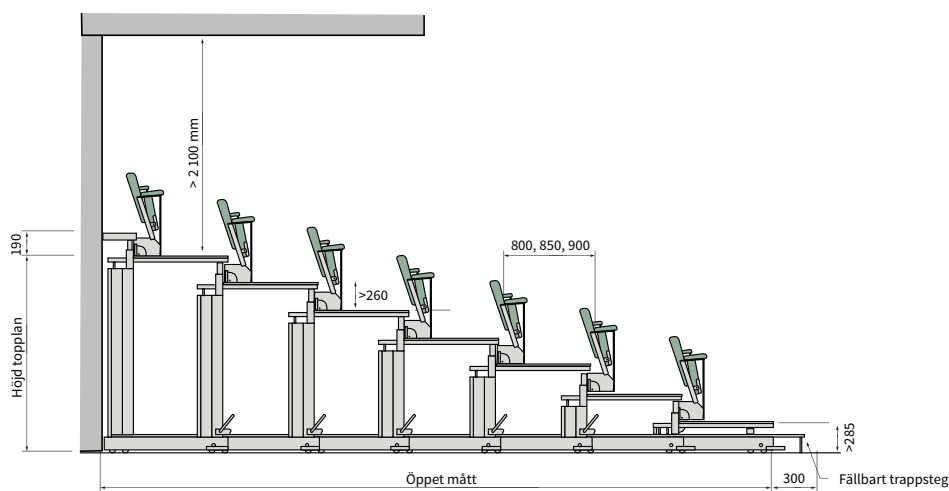 > 2 100 mm
190
800, 850, 900
>260
Höjd topplan
>285
Öppet mått
300
Fällbart trappsteg